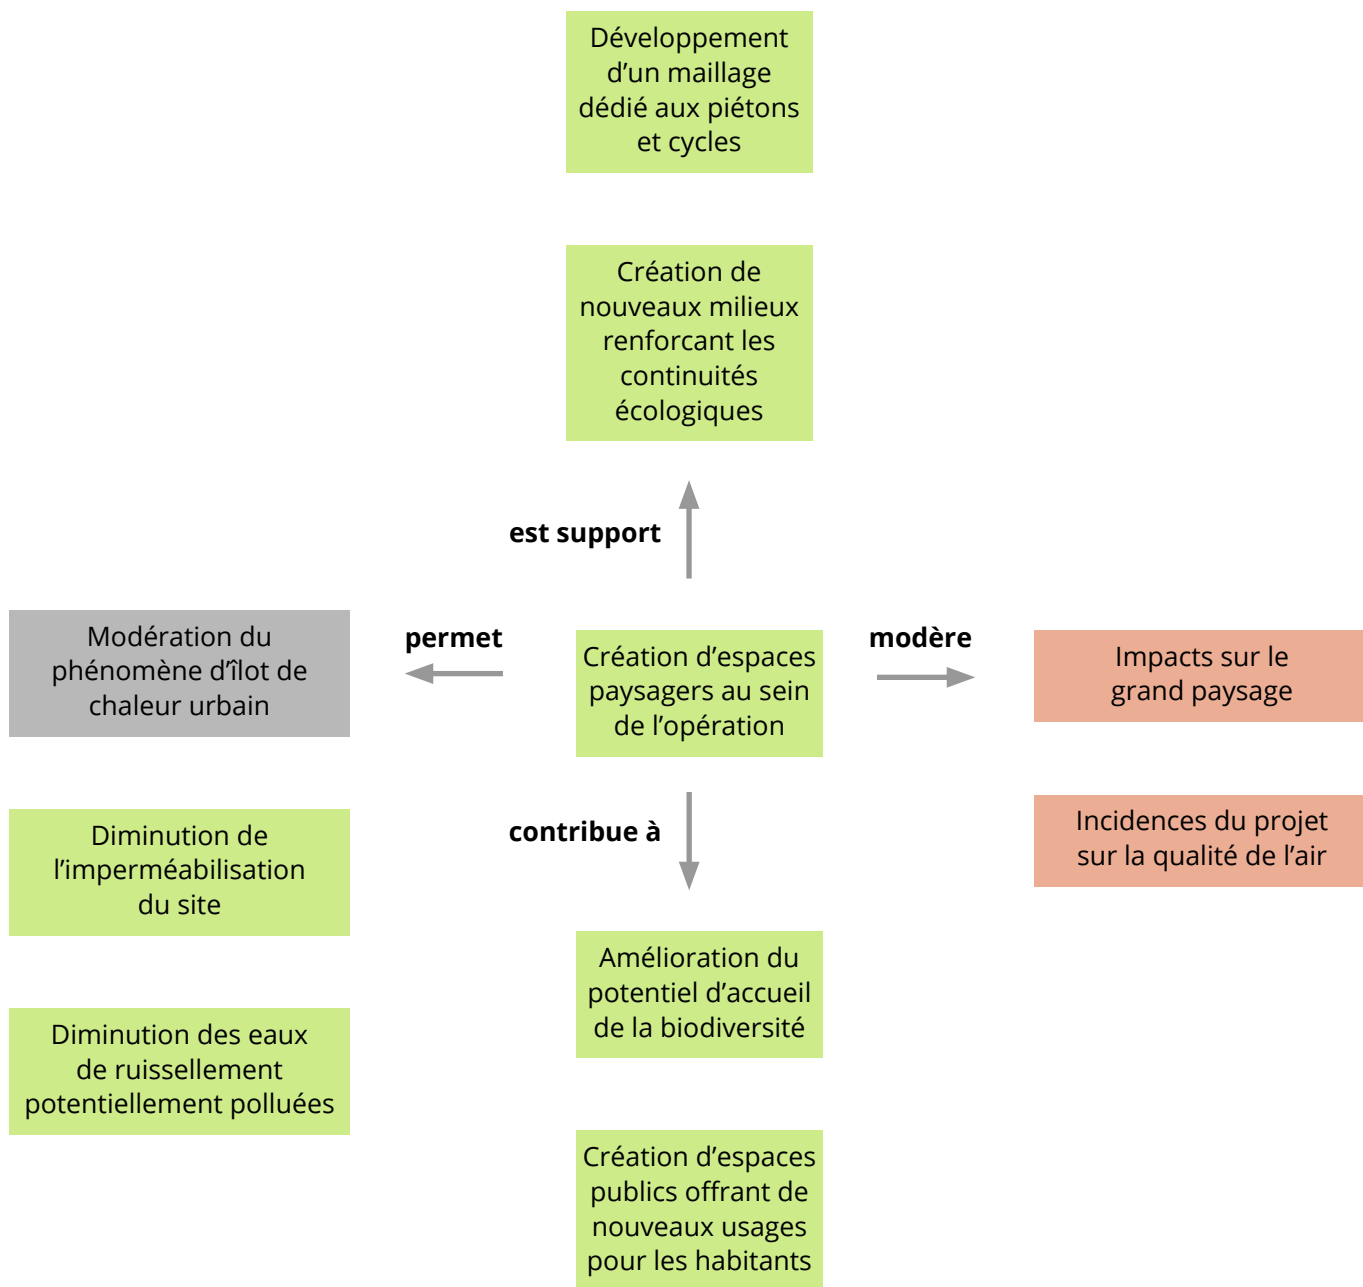 Développement
d'un maillage
dédié aux piétons
et cycles
Création de
nouveaux milieux
renforcant les
continuités
écologiques
est support
Modération du
phénomène d'îlot de
chaleur urbain
permet
Création d'espaces
paysagers au sein
de l'opération
modère
Impacts sur le
grand paysage
Diminution de
l'imperméabilisation
du site
contribue à
Incidences du projet
sur la qualité de l'air
Amélioration du
potentiel d'accueil
de la biodiversité
Diminution des eaux
de ruissellement
potentiellement polluées
Création d'espaces
publics offrant de
nouveaux usages
pour les habitants